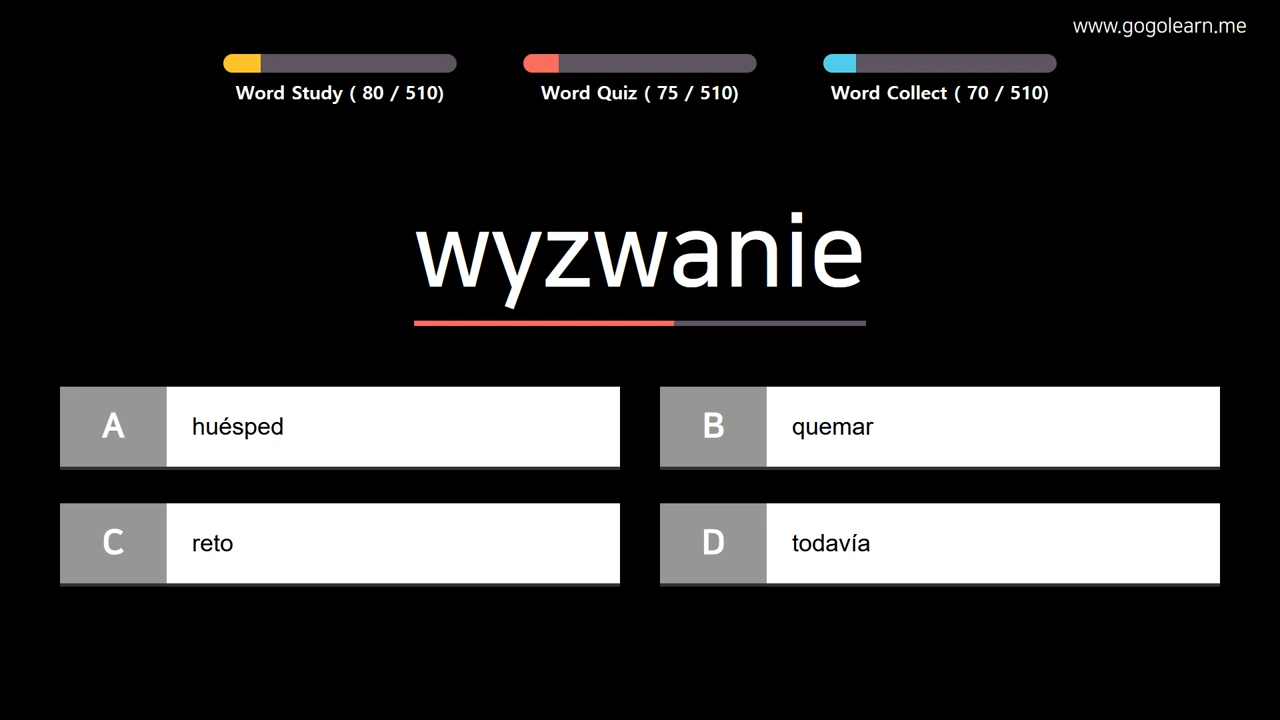 www.gogolearn.me
Word Study ( 80 / 510)
Word Quiz ( 75 / 510)
Word Collect ( 70 / 510)
wyzwanie
A
huésped
B
quemar
C
reto
D
todavía